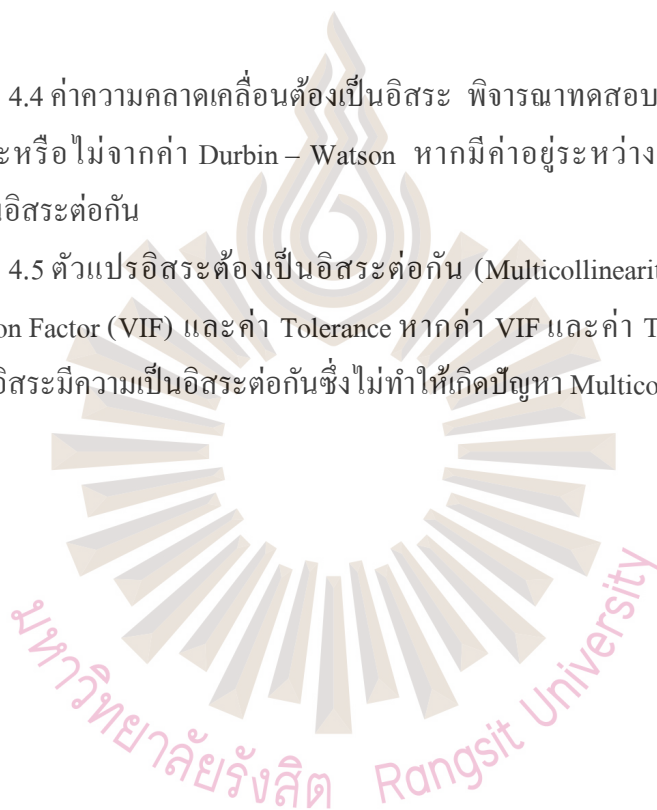 4.4 ค่าความคลาดเคลื่อนต้องเป็นอิสระ พิจารณาทดสอบ
ะหรือไม่จากค่า Durbin – Watson หากมีค่าอยู่ระหว่าง
นอิสระต่อกัน
4.5 ตัวแปรอิสระต้องเป็นอิสระต่อกัน (Multicollinearit
on Factor (VIF) และค่า Tolerance หากค่า VIF และค่า T
อิสระมีความเป็นอิสระต่อกันซึ่งไม่ทำให้เกิดปัญหา Multico
มหาวิทยาลัยรังสิต Rangsit University